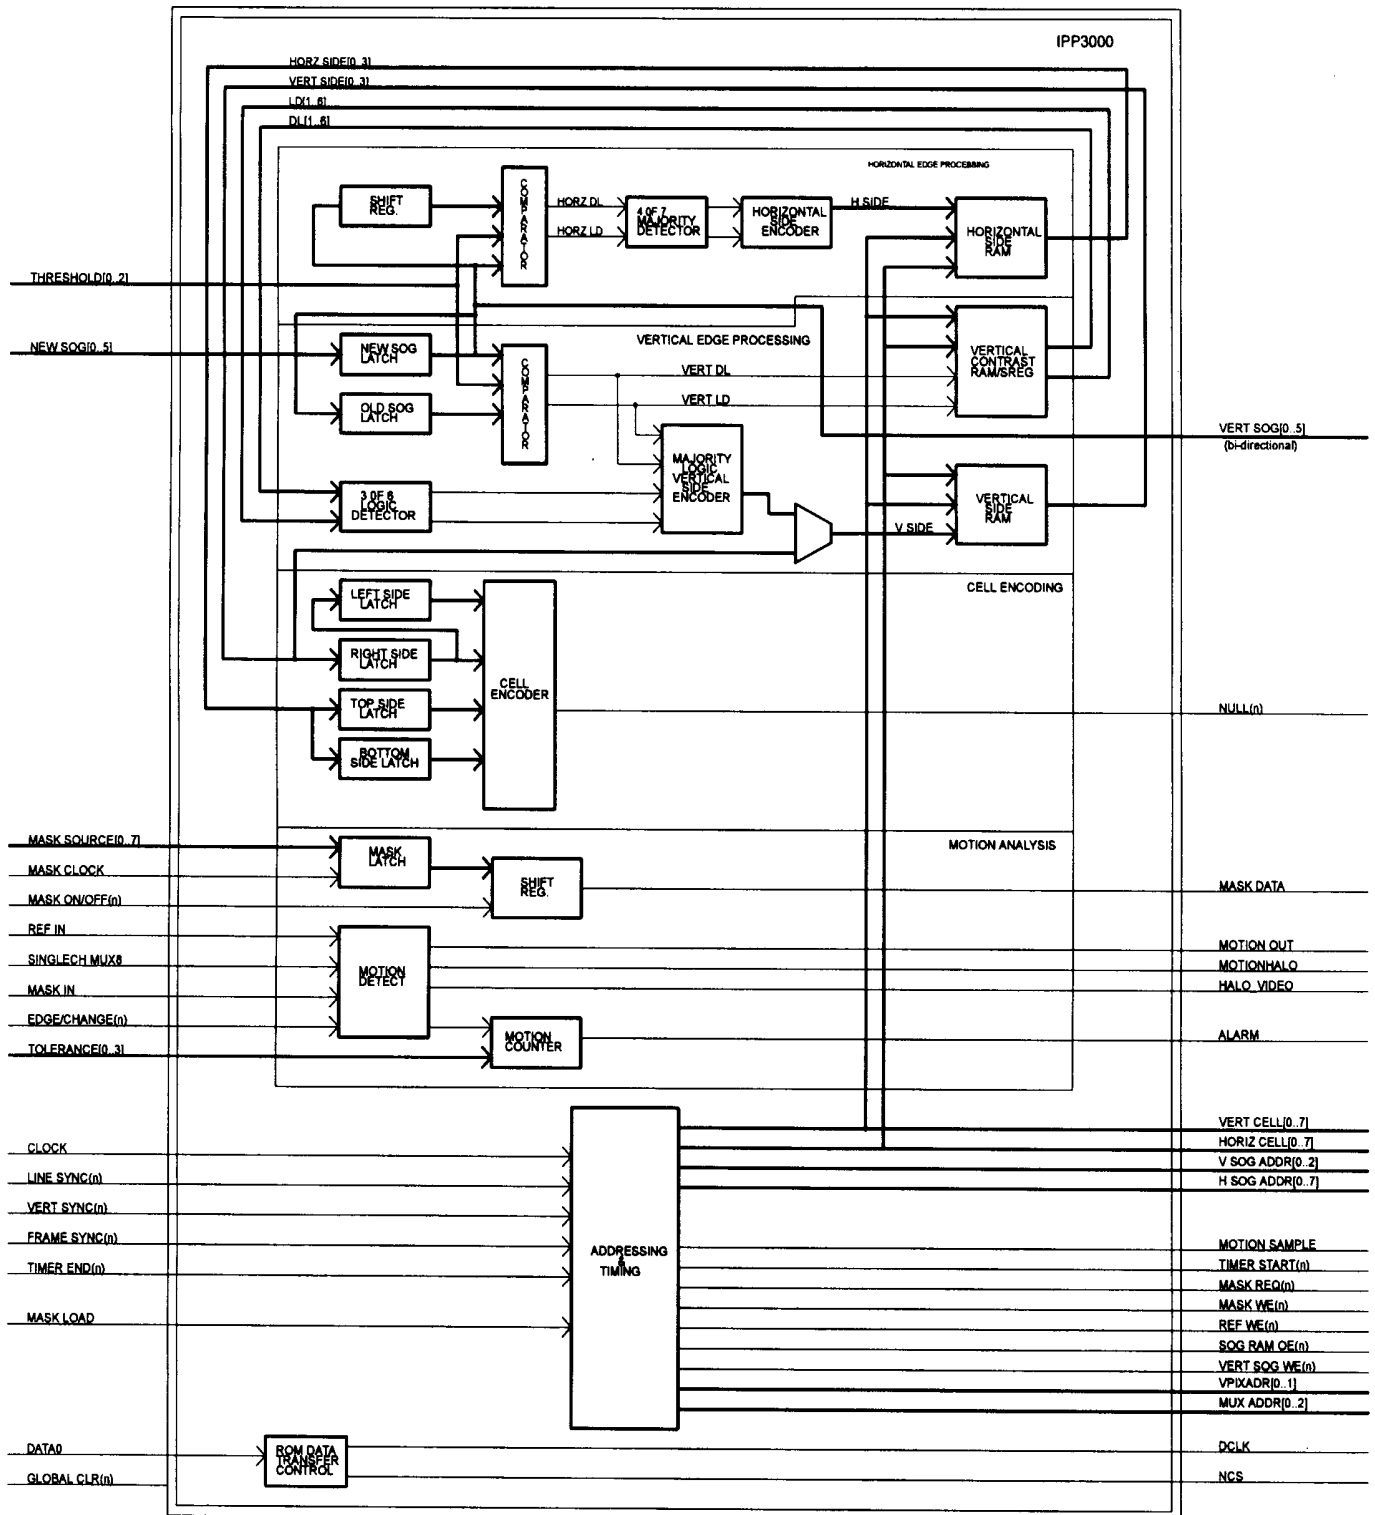 IPP3000
HORZ SIDE[0..3]
VERT SIDE[0..3]
LD[1..6]
DL[1..6]
HORIZONTAL EDGE PROCESSING
SHIFT
REG.
COMPARATOR
HORZ DL
HORZ LD
4 OF 7
MAJORITY
DETECTOR
HORIZONTAL
SIDE
ENCODER
H SIDE
HORIZONTAL
SIDE
RAM
THRESHOLD[0..2]
NEW SOG[0..5]
NEW SOG
LATCH
OLD SOG
LATCH
COMPARATOR
VERTICAL EDGE PROCESSING
VERT DL
VERT LD
VERTICAL
CONTRAST
RAM/SREG
VERT SOG[0..5]
(bi-directional)
3 OF 6
LOGIC
DETECTOR
MAJORITY
LOGIC
VERTICAL
SIDE
ENCODER
V SIDE
VERTICAL
SIDE
RAM
CELL ENCODING
LEFT SIDE
LATCH
RIGHT SIDE
LATCH
TOP SIDE
LATCH
BOTTOM
SIDE LATCH
CELL
ENCODER
NULL(n)
MASK SOURCE[0..7]
MASK CLOCK
MASK ON/OFF(n)
MASK
LATCH
SHIFT
REG.
MOTION ANALYSIS
MASK DATA
REF IN
SINGLECH MUX8
MASK IN
EDGE/CHANGE(n)
TOLERANCE[0..3]
MOTION
DETECT
MOTION
COUNTER
MOTION OUT
MOTIONHALO
HALO_VIDEO
ALARM
CLOCK
LINE SYNC(n)
VERT SYNC(n)
FRAME SYNC(n)
TIMER END(n)
MASK LOAD
ADDRESSING
&
TIMING
VERT CELL[0..7]
HORIZ CELL[0..7]
V SOG ADDR[0..2]
H SOG ADDR[0..7]
MOTION SAMPLE
TIMER START(n)
MASK REQ(n)
MASK WE(n)
REF WE(n)
SOG RAM OE(n)
VERT SOG WE(n)
VPIXADR[0..1]
MUX ADDR[0..2]
DATA0
GLOBAL CLR(n)
ROM DATA
TRANSFER
CONTROL
DCLK
NCS